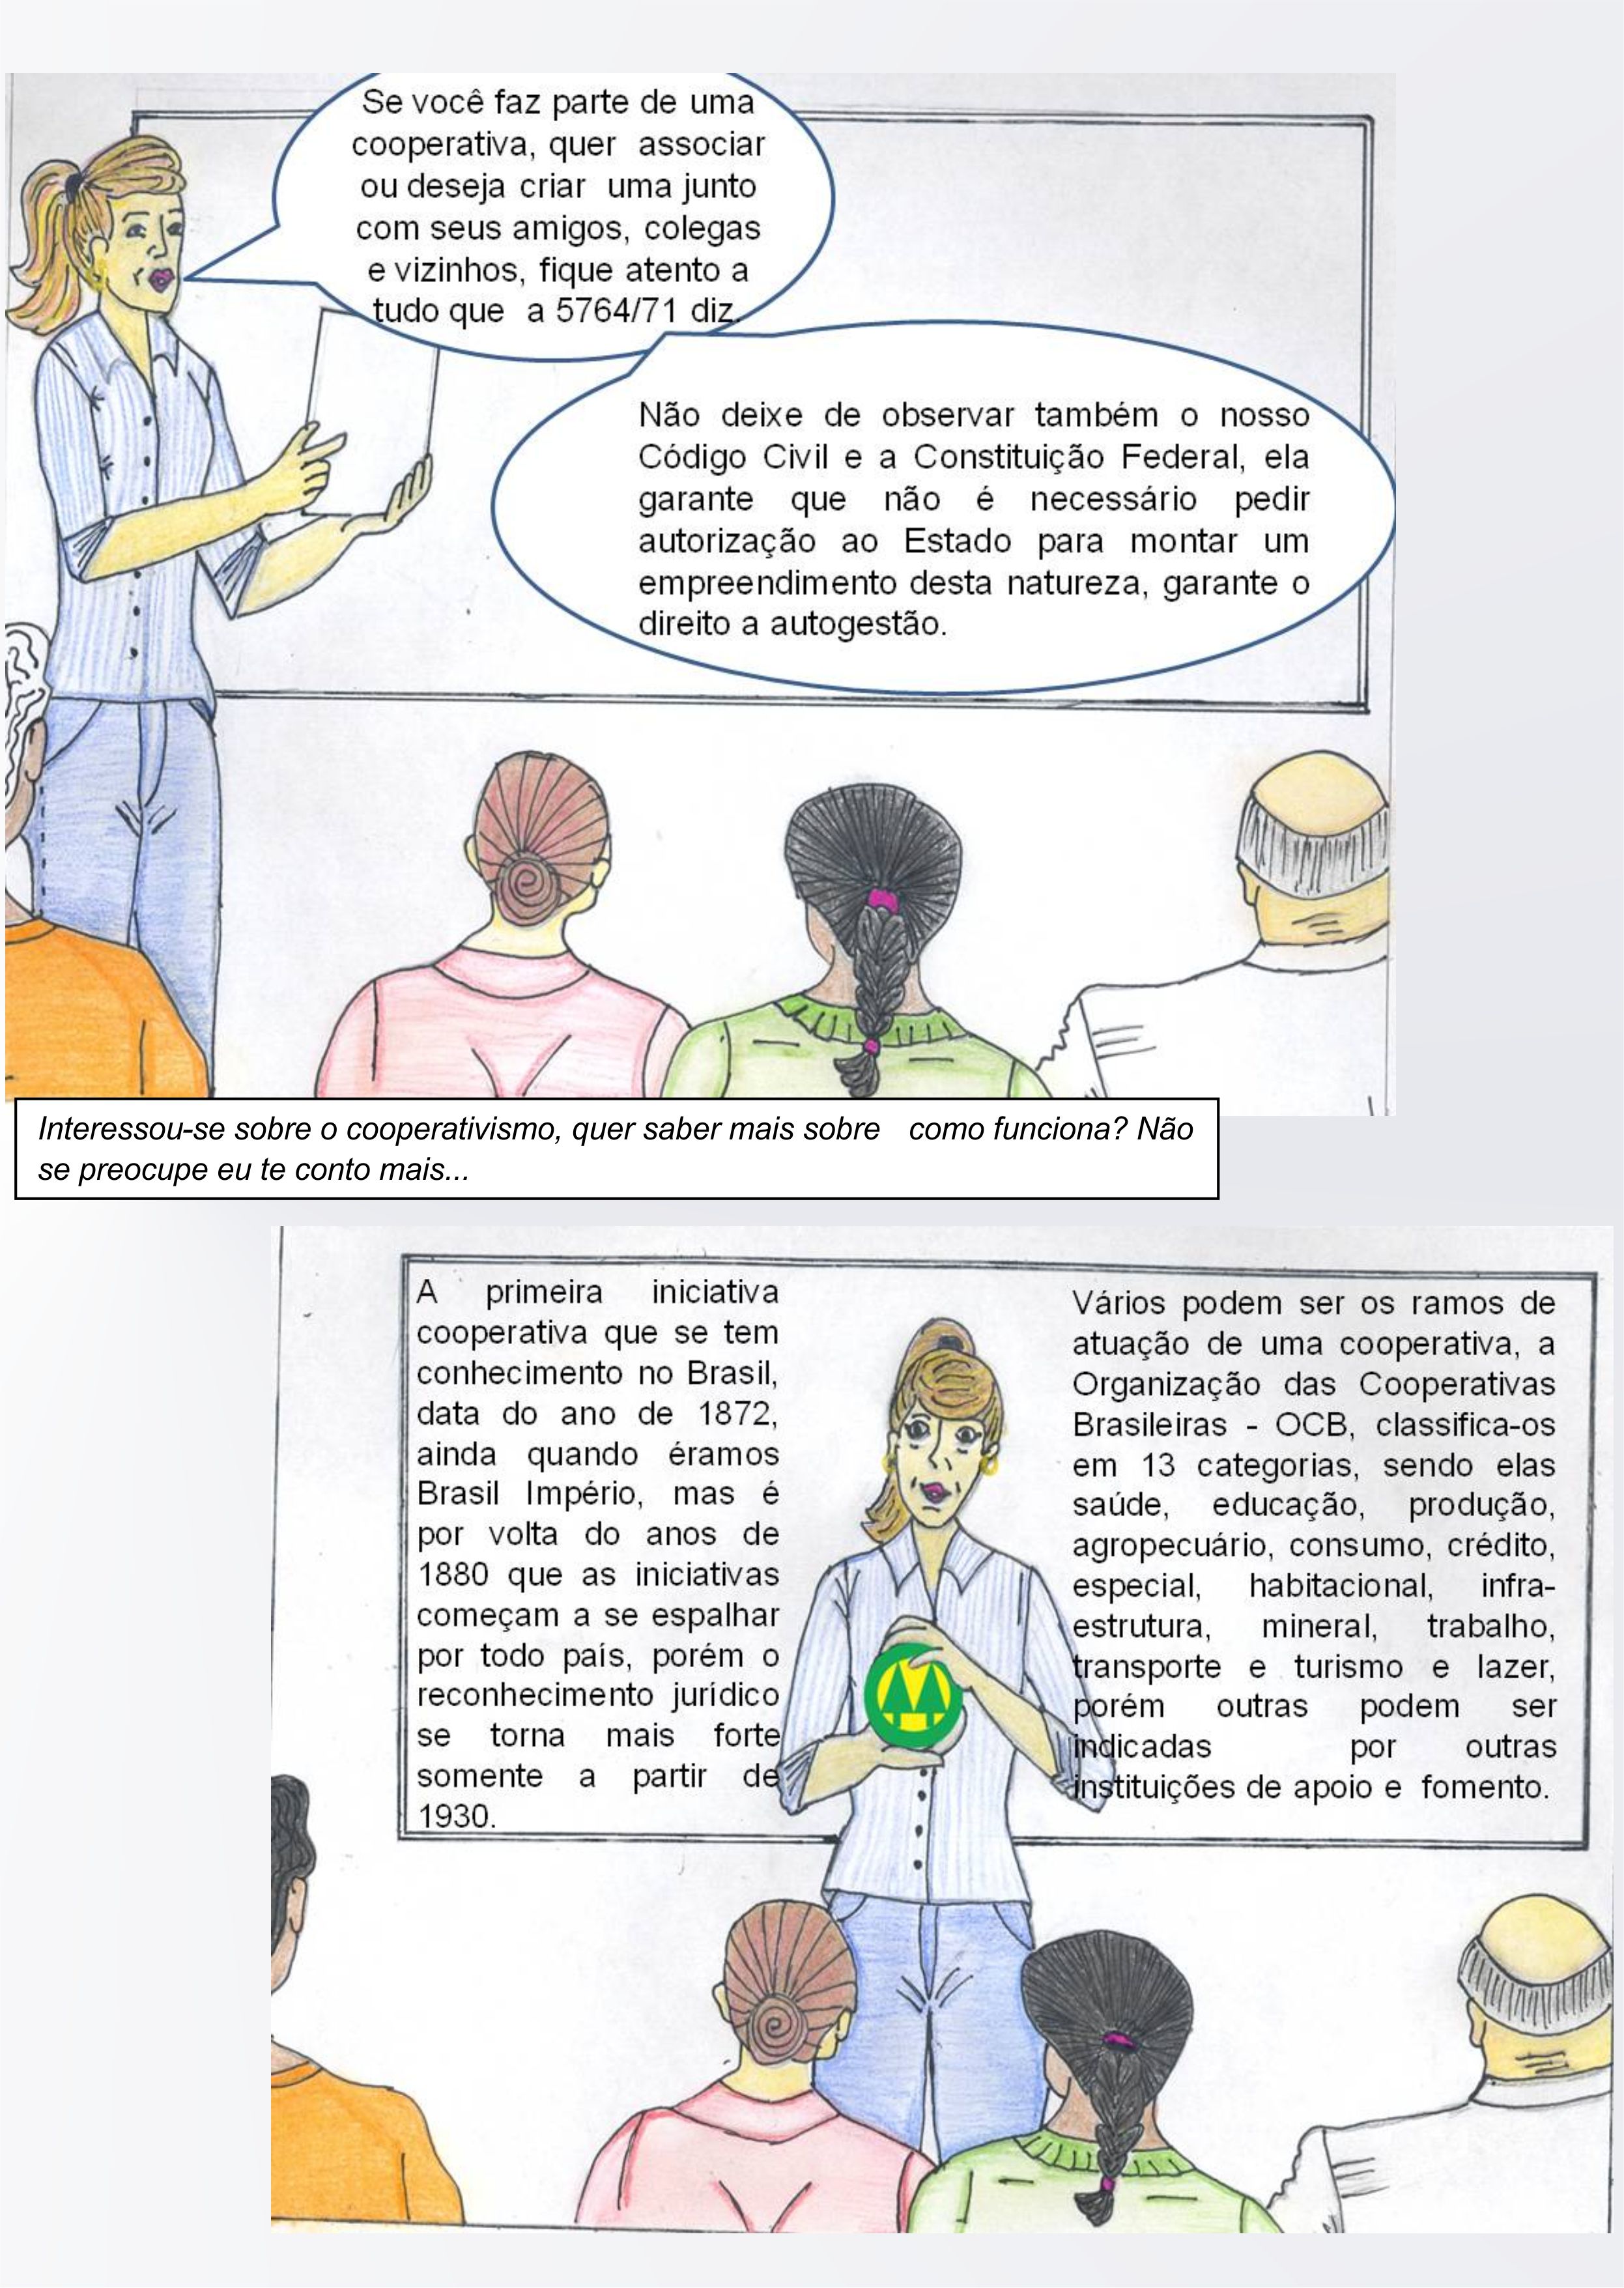 Se você faz parte de uma
cooperativa, quer associar
ou deseja criar uma junto
com seus amigos, colegas
e vizinhos, fique atento a
tudo que a 5764/71 diz.
Não deixe de observar também o nosso
Código Civil e a Constituição Federal, ela
garante que não é necessário pedir
autorização ao Estado para montar um
empreendimento desta natureza, garante o
direito a autogestão.
Interessou-se sobre o cooperativismo, quer saber mais sobre como funciona? Não
se preocupe eu te conto mais...
A primeira iniciativa
cooperativa que se tem
conhecimento no Brasil,
data do ano de 1872,
ainda quando éramos
Brasil Império, mas é
por volta do anos de
1880 que as iniciativas
começam a se espalhar
por todo país, porém o
reconhecimento jurídico
se torna mais forte
somente a partir de
1930.
Vários podem ser os ramos de
atuação de uma cooperativa, a
Organização das Cooperativas
Brasileiras - OCB, classifica-os
em 13 categorias, sendo elas
saúde, educação, produção,
agropecuário, consumo, crédito,
especial, habitacional, infra-
estrutura, mineral, trabalho,
transporte e turismo e lazer,
porém outras podem ser
indicadas por outras
instituições de apoio e fomento.